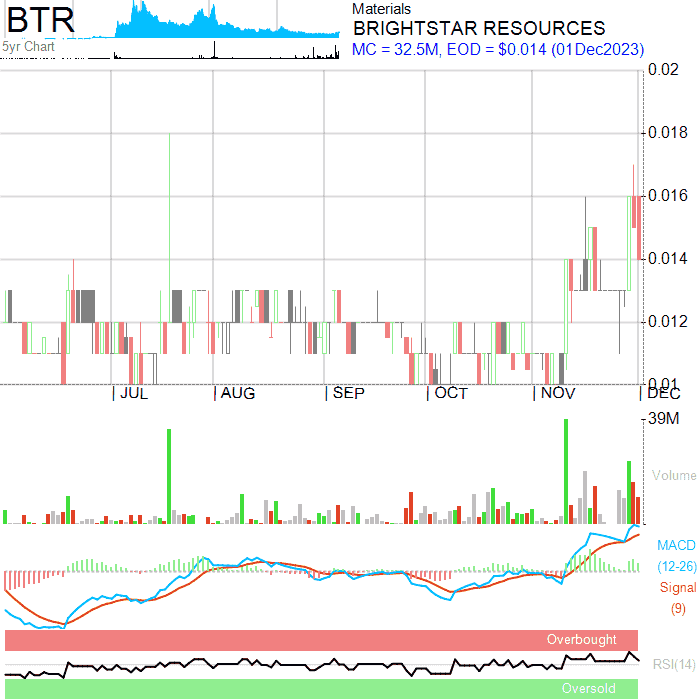 BTR
5yr Chart
Materials
BRIGHTSTAR RESOURCES
MC = 32.5M, EOD = $0.014 (01Dec2023)
0.02
0.018
0.016
0.014
0.012
0.01
JUL
AUG
SEP
OCT
NOV
DEC
39M
Volume
MACD
(12-26)
Signal
(9)
Overbought
RSI(14)
Oversold